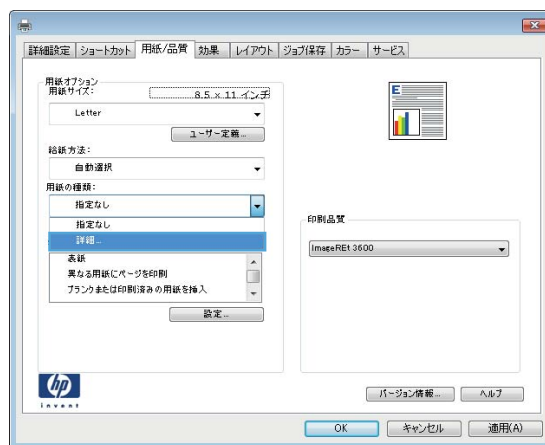 詳細設定 ショートカット 用紙/品質 効果 レイアウト ジョブ保存 カラー サービス
用紙オプション
用紙サイズ: 8.5 × 11 インチ
Letter
ユーザー定義...
給紙方法:
自動選択
用紙の種類:
指定なし
指定なし
詳細...
表紙
異なる用紙にページを印刷
ブランクまたは印刷済みの用紙を挿入
設定...
E
印刷品質
ImageREt 3600
hp
invent
バージョン情報... ヘルプ
OK キャンセル 適用(A)